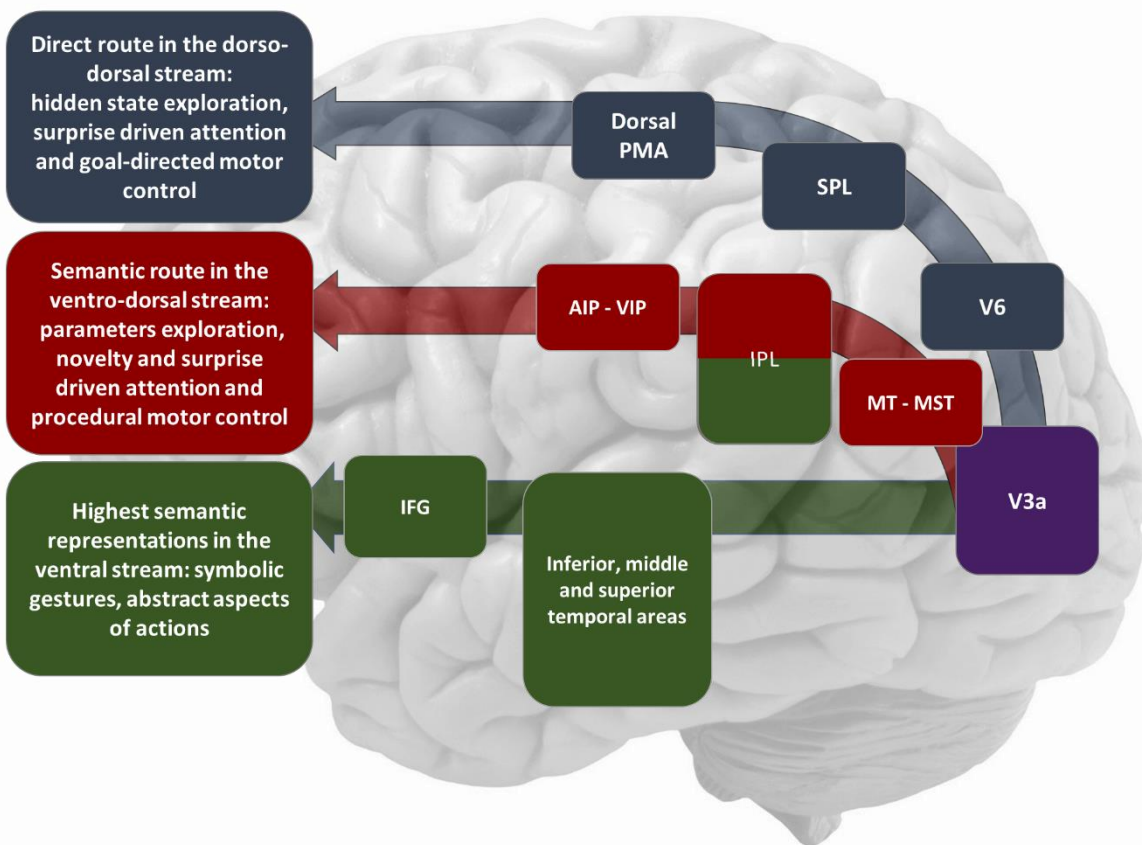 Direct route in the dorso-
dorsal stream:
hidden state exploration,
surprise driven attention
and goal-directed motor
control
Dorsal
PMA
SPL
V6
Semantic route in the
ventro-dorsal stream:
parameters exploration,
novelty and surprise
driven attention and
procedural motor control
AIP - VIP
IPL
MT - MST
V3a
Highest semantic
representations in the
ventral stream: symbolic
gestures, abstract aspects
of actions
IFG
Inferior, middle
and superior
temporal areas